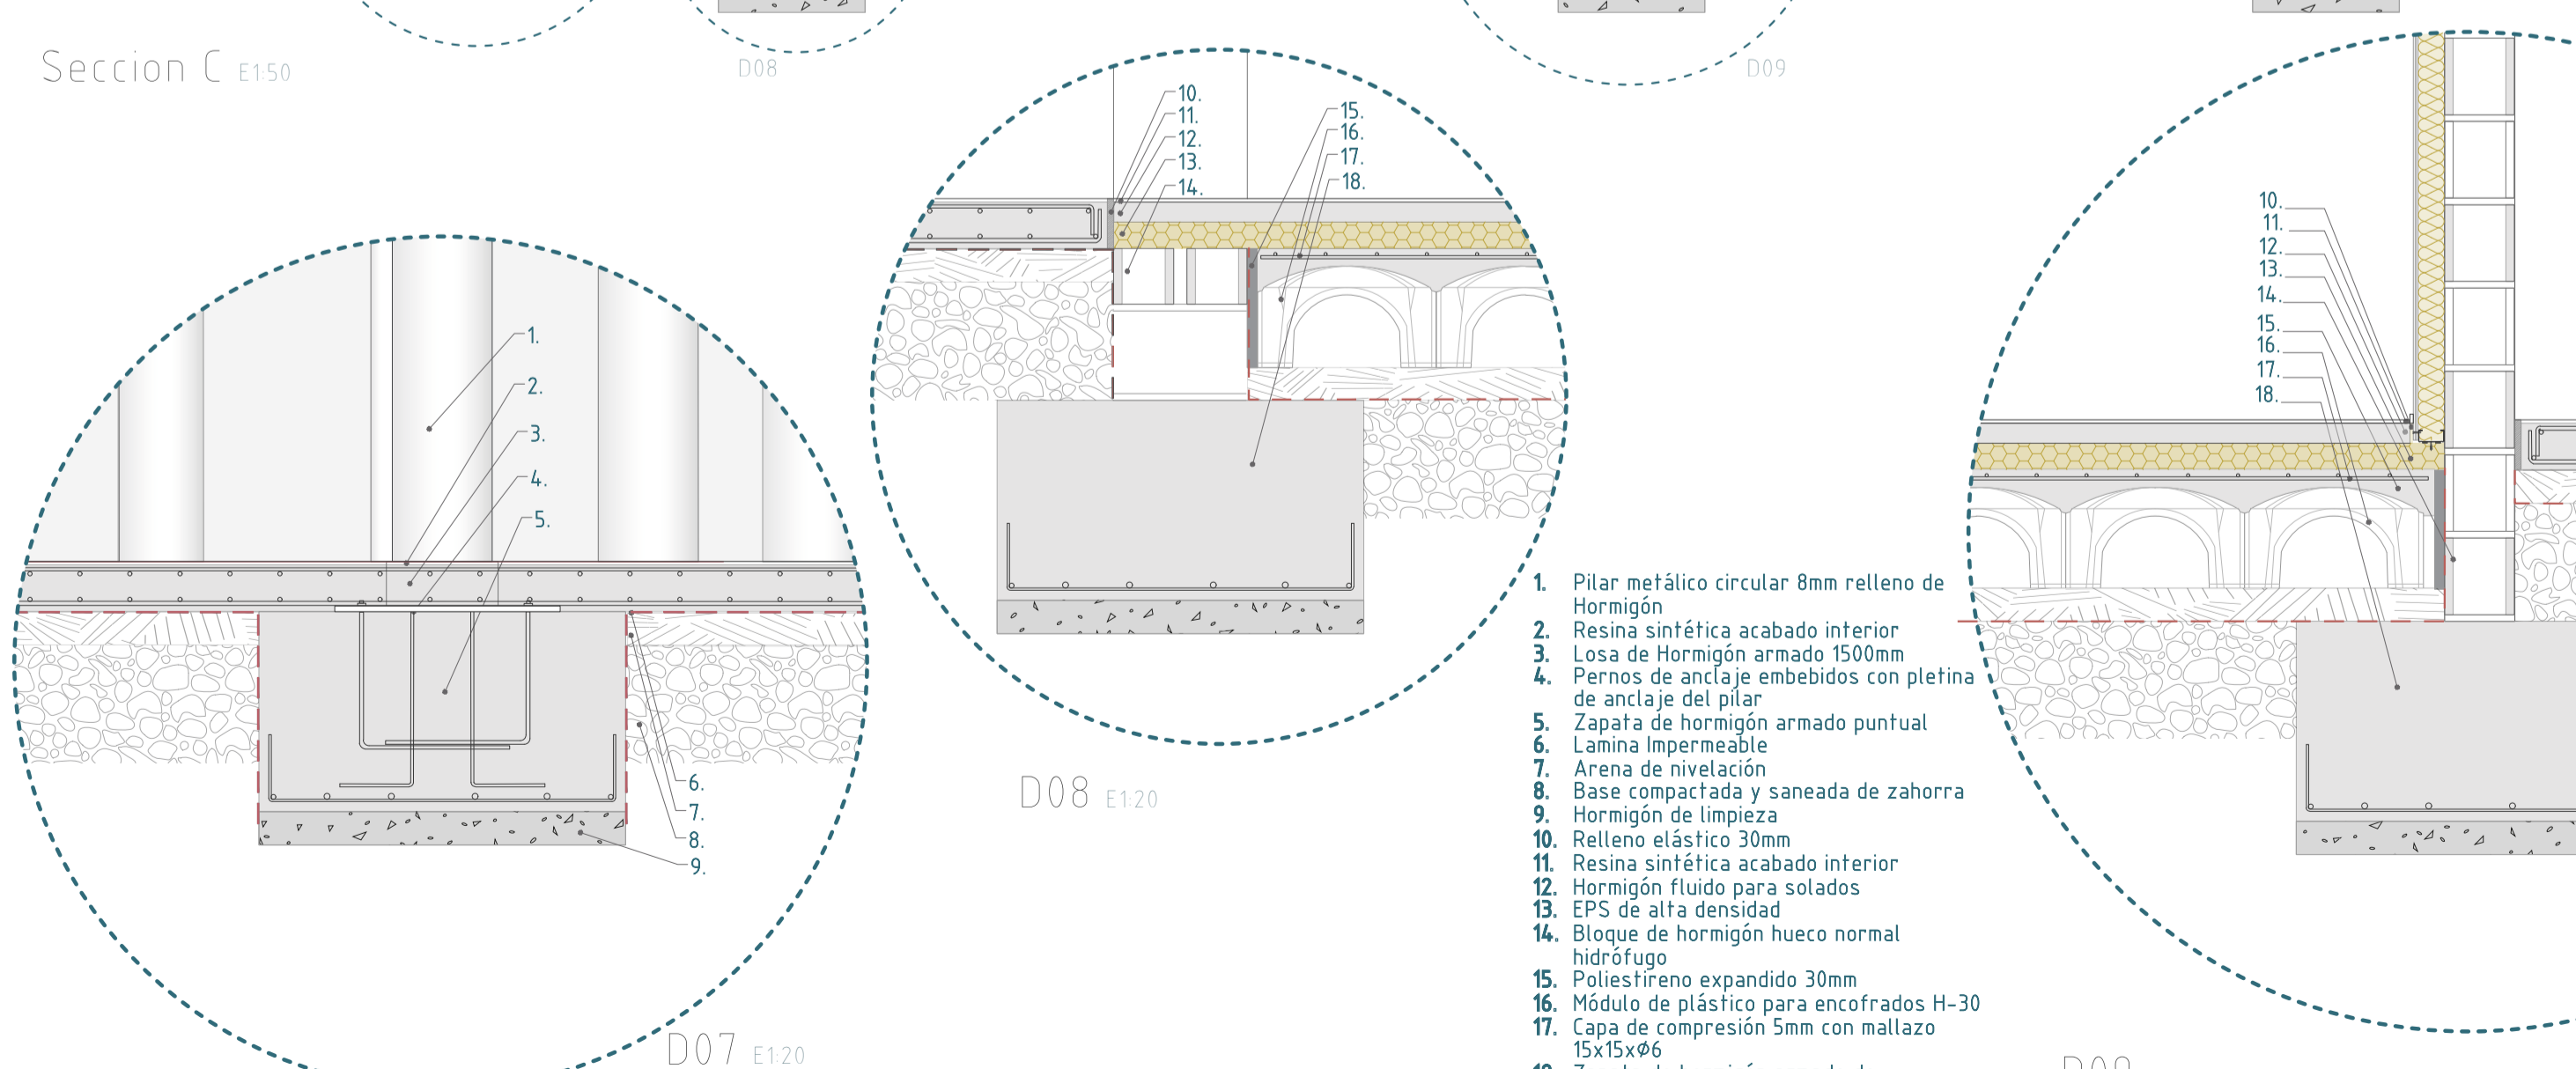 Seccion C E1:50
D08
D09
10.
11.
12.
13.
14.
15.
16.
17.
18.
10.
11.
12.
13.
14.
15.
16.
17.
18.
1.
2.
3.
4.
5.
6.
7.
8.
9.
D08 E1:20
D07 E1:20
1. Pilar metálico circular 8mm relleno de
Hormigón
2. Resina sintética acabado interior
3. Losa de Hormigón armado 1500mm
4. Pernos de anclaje embebidos con pletina
de anclaje del pilar
5. Zapata de hormigón armado puntual
6. Lamina Impermeable
7. Arena de nivelación
8. Base compactada y saneada de zahorra
9. Hormigón de limpieza
10. Relleno elástico 30mm
11. Resina sintética acabado interior
12. Hormigón fluido para solados
13. EPS de alta densidad
14. Bloque de hormigón hueco normal
hidrófugo
15. Poliestireno expandido 30mm
16. Módulo de plástico para encofrados H-30
17. Capa de compresión 5mm con mallazo
15x15xϕ6